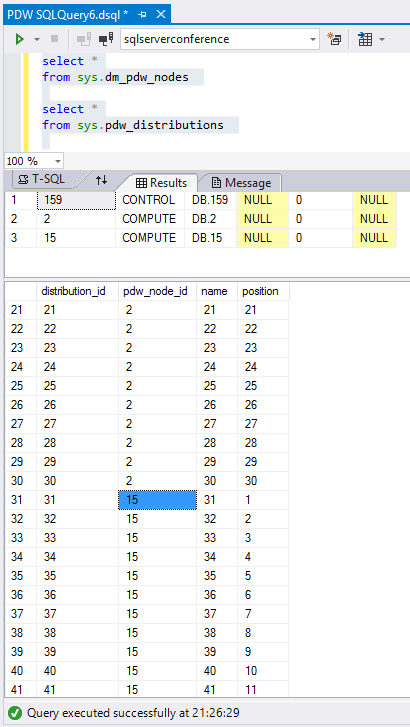 PDW SQLQuery6.dsql *
sqlserverconference
select *
from sys.dm_pdw_nodes
select *
from sys.pdw_distributions
100 %
T-SQL Results Message
1 159 CONTROL DB.159 NULL 0 NULL
2 2 COMPUTE DB.2 NULL 0 NULL
3 15 COMPUTE DB.15 NULL 0 NULL
distribution_id pdw_node_id name position
21 21 2 21 21
22 22 2 22 22
23 23 2 23 23
24 24 2 24 24
25 25 2 25 25
26 26 2 26 26
27 27 2 27 27
28 28 2 28 28
29 29 2 29 29
30 30 2 30 30
31 31 15 31 1
32 32 15 32 2
33 33 15 33 3
34 34 15 34 4
35 35 15 35 5
36 36 15 36 6
37 37 15 37 7
38 38 15 38 8
39 39 15 39 9
40 40 15 40 10
41 41 15 41 11
Query executed successfully at 21:26:29